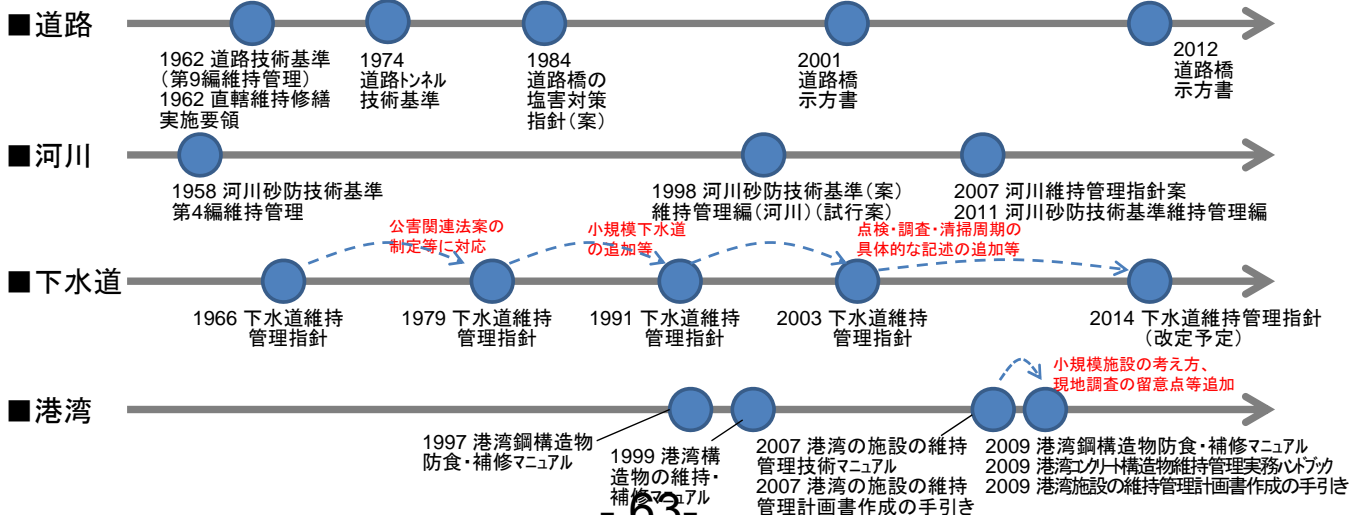 ■道路
1962 道路技術基準
(第9編維持管理)
1962 直轄維持修繕
実施要領
1974
道路トンネル
技術基準
1984
道路橋の
塩害対策
指針(案)
2001
道路橋
示方書
2012
道路橋
示方書
■河川
1958 河川砂防技術基準
第4編維持管理
1998 河川砂防技術基準(案)
維持管理編(河川)(試行案)
2007 河川維持管理指針案
2011 河川砂防技術基準維持管理編
公害関連法案の
制定等に対応
小規模下水道
の追加等
点検・調査・清掃周期の
具体的な記述の追加等
■下水道
1966 下水道維持
管理指針
1979 下水道維持
管理指針
1991 下水道維持
管理指針
2003 下水道維持
管理指針
2014 下水道維持管理指針
(改定予定)
小規模施設の考え方、
現地調査の留意点等追加
■港湾
1997 港湾鋼構造物
防食・補修マニュアル
1999 港湾構
造物の維持・
補修マニュアル
2007 港湾の施設の維持
管理技術マニュアル
2007 港湾の施設の維持
管理計画書作成の手引き
2009 港湾鋼構造物防食・補修マニュアル
2009 港湾コンクリート構造物維持管理実務ハンドブック
2009 港湾施設の維持管理計画書作成の手引き
- 63-